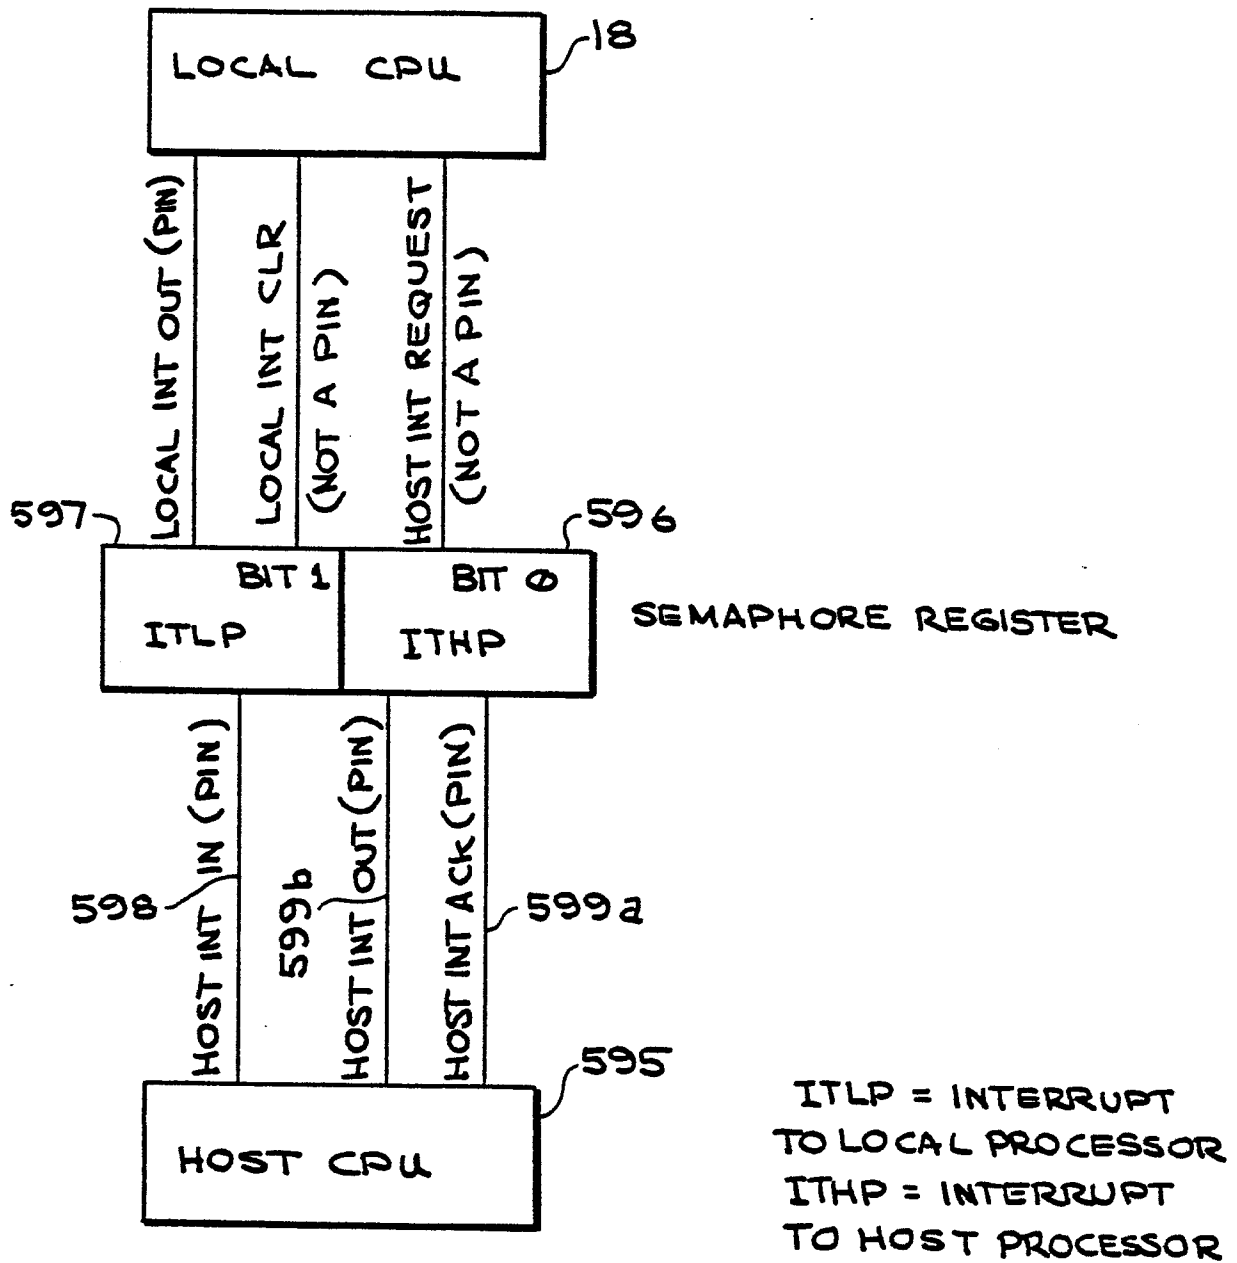 LOCAL CPU
18
LOCAL INT OUT (PIN)
LOCAL INT CLR
(NOT A PIN)
HOST INT REQUEST
(NOT A PIN)
597
596
BIT 1
ITLP
BIT 0
ITHP
SEMAPHORE REGISTER
HOST INT IN (PIN)
598
599b
HOST INT OUT (PIN)
HOST INT ACK (PIN)
599a
595
HOST CPU
ITLP = INTERRUPT
TO LOCAL PROCESSOR
ITHP = INTERRUPT
TO HOST PROCESSOR